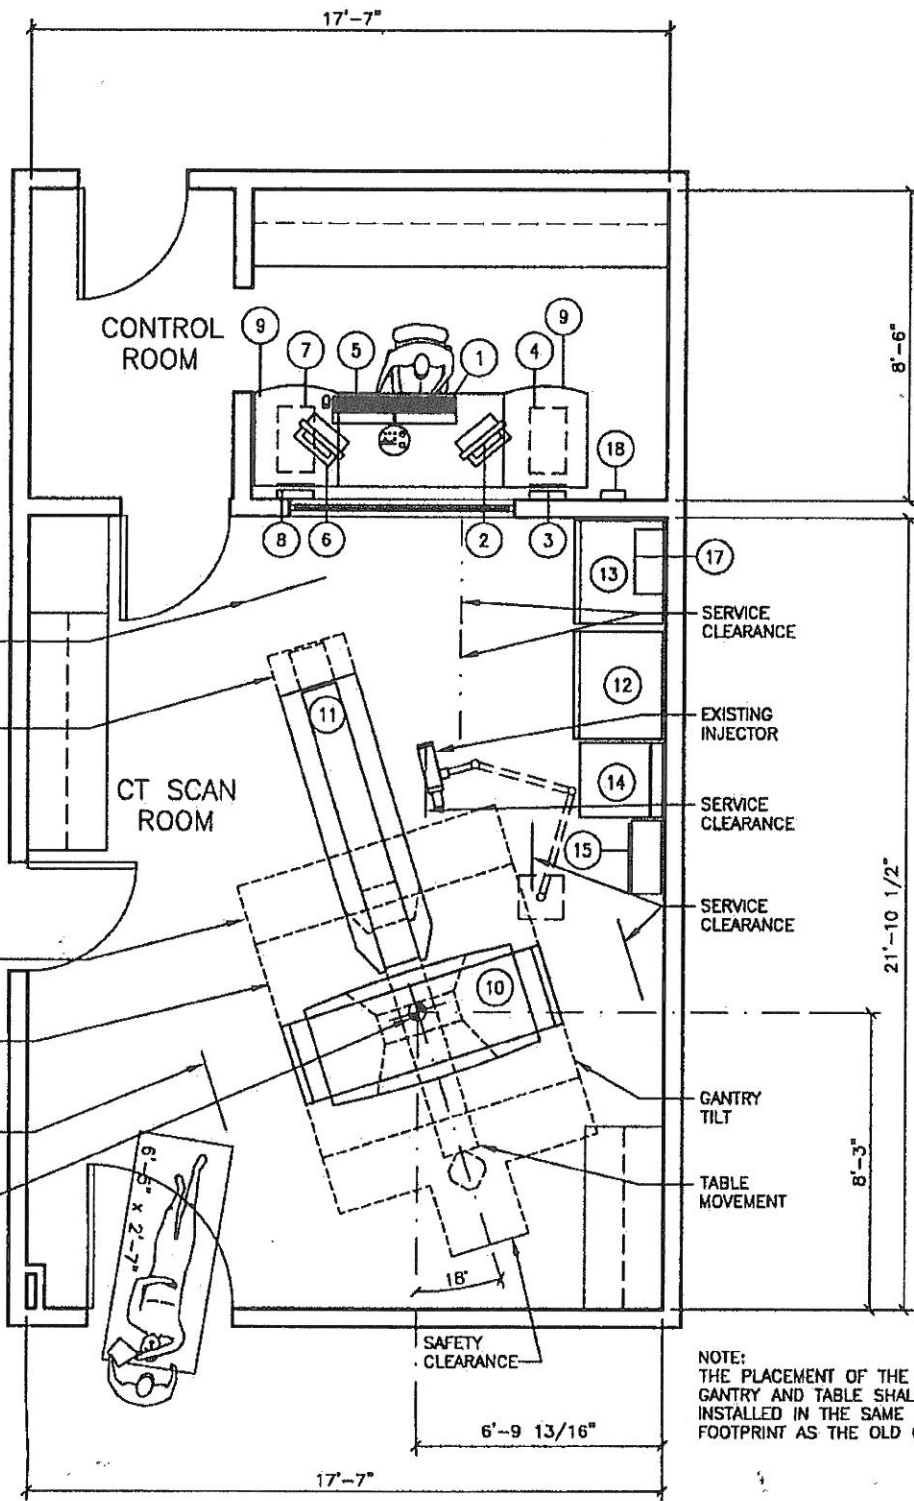 17'-7"
CONTROL
ROOM
9
7
5
1
4
9
8'-6"
18
8
6
2
3
13
17
SERVICE
CLEARANCE
12
11
EXISTING
INJECTOR
CT SCAN
ROOM
14
SERVICE
CLEARANCE
15
SERVICE
CLEARANCE
21'-10 1/2"
10
GANTRY
TILT
8'-3"
TABLE
MOVEMENT
6'-5" x 2'-7"
18°
SAFETY
CLEARANCE
NOTE:
THE PLACEMENT OF THE
GANTRY AND TABLE SHAL
INSTALLED IN THE SAME
FOOTPRINT AS THE OLD
6'-9 13/16"
17'-7"